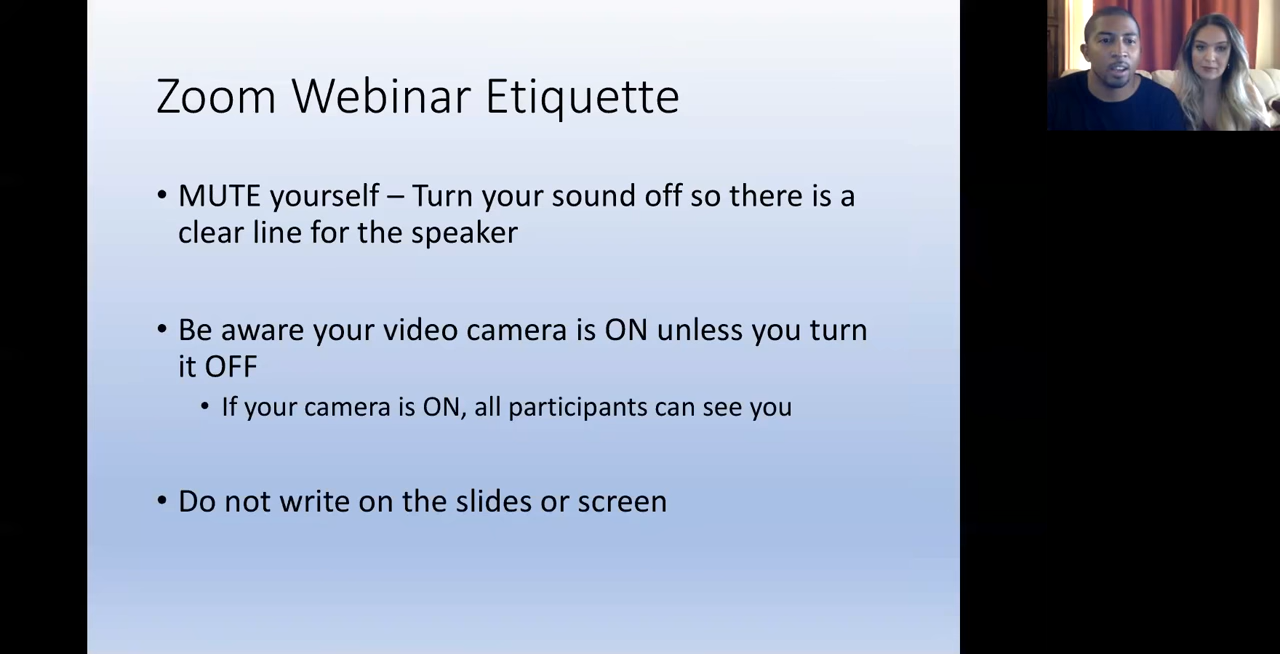 Zoom Webinar Etiquette
• MUTE yourself – Turn your sound off so there is a
clear line for the speaker
• Be aware your video camera is ON unless you turn
it OFF
• If your camera is ON, all participants can see you
• Do not write on the slides or screen